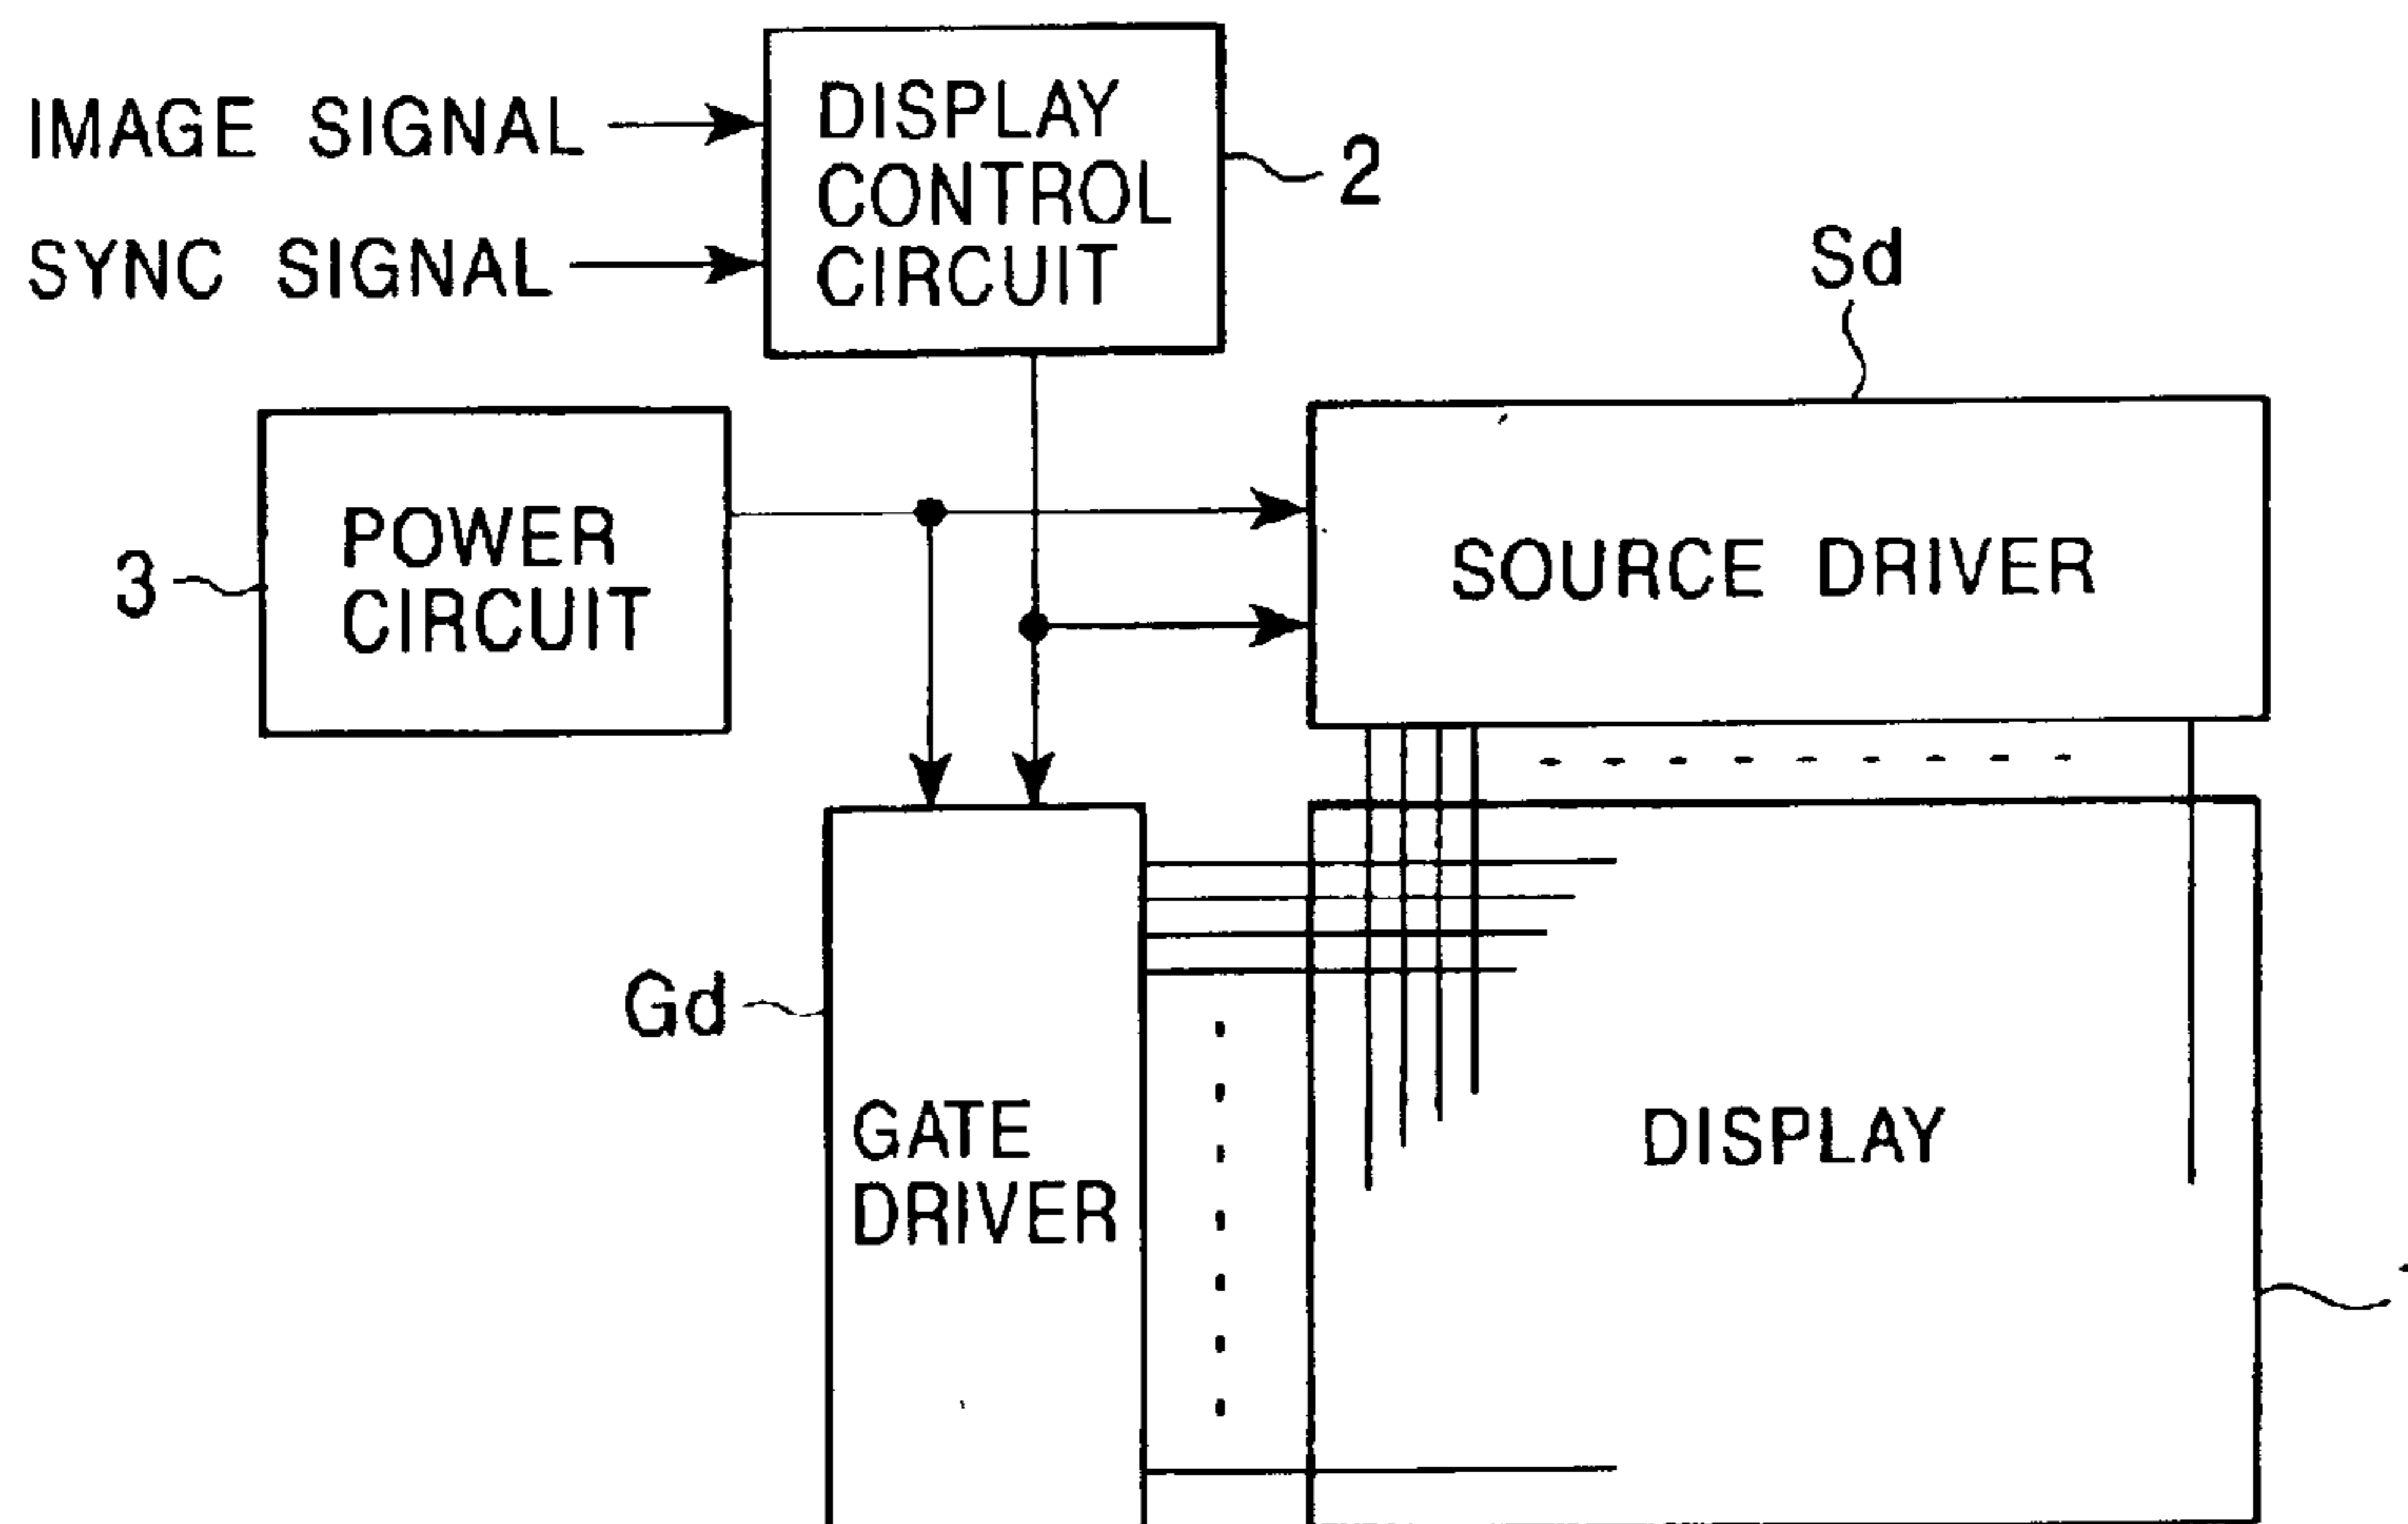 IMAGE SIGNAL
SYNC SIGNAL
DISPLAY
CONTROL
CIRCUIT
2
Sd
3
POWER
CIRCUIT
SOURCE DRIVER
Gd
GATE
DRIVER
DISPLAY